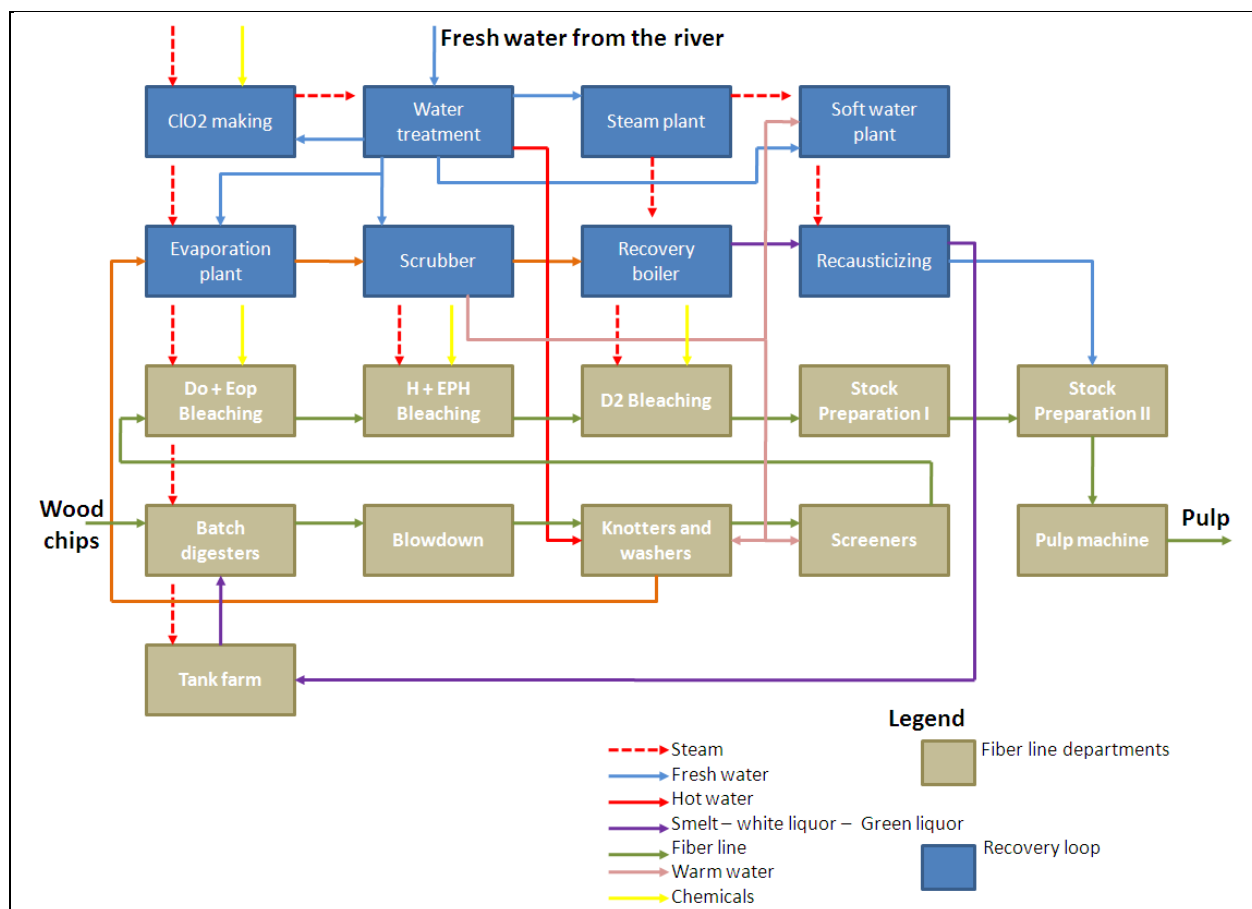 Fresh water from the river
ClO2 making
Water
treatment
Steam plant
Soft water
plant
Evaporation
plant
Scrubber
Recovery
boiler
Recausticizing
Do + Eop
Bleaching
H + EPH
Bleaching
D2 Bleaching
Stock
Preparation I
Stock
Preparation II
Wood
chips
Batch
digesters
Blowdown
Knotters and
washers
Screeners
Pulp machine
Pulp
Tank farm
Legend
Steam
Fresh water
Hot water
Smelt – white liquor – Green liquor
Fiber line
Warm water
Chemicals
Fiber line departments
Recovery loop